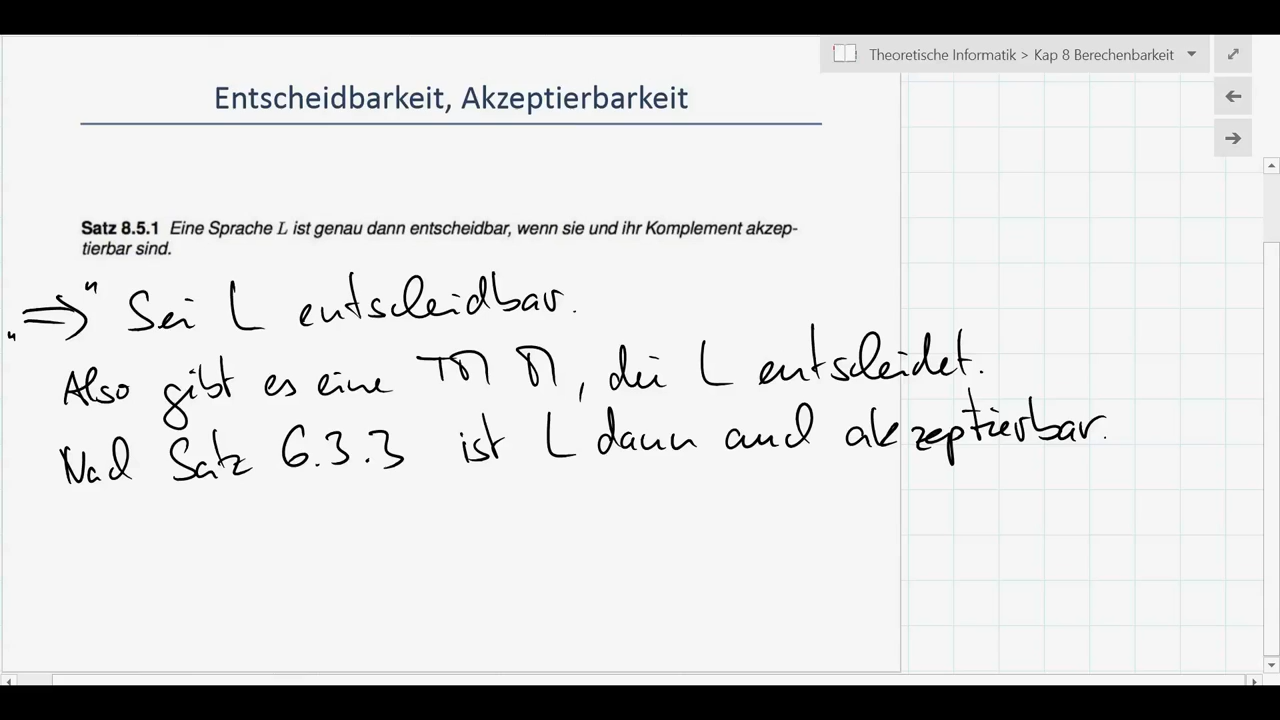 Theoretische Informatik > Kap 8 Berechenbarkeit
Entscheidbarkeit, Akzeptierbarkeit
Satz 8.5.1 Eine Sprache L ist genau dann entscheidbar, wenn sie und ihr Komplement akzep-
tierbar sind.
„⇒" Sei L entscheidbar.
Also gibt es eine TM M, die L entscheidet.
Nach Satz 6.3.3 ist L dann auch akzeptierbar.